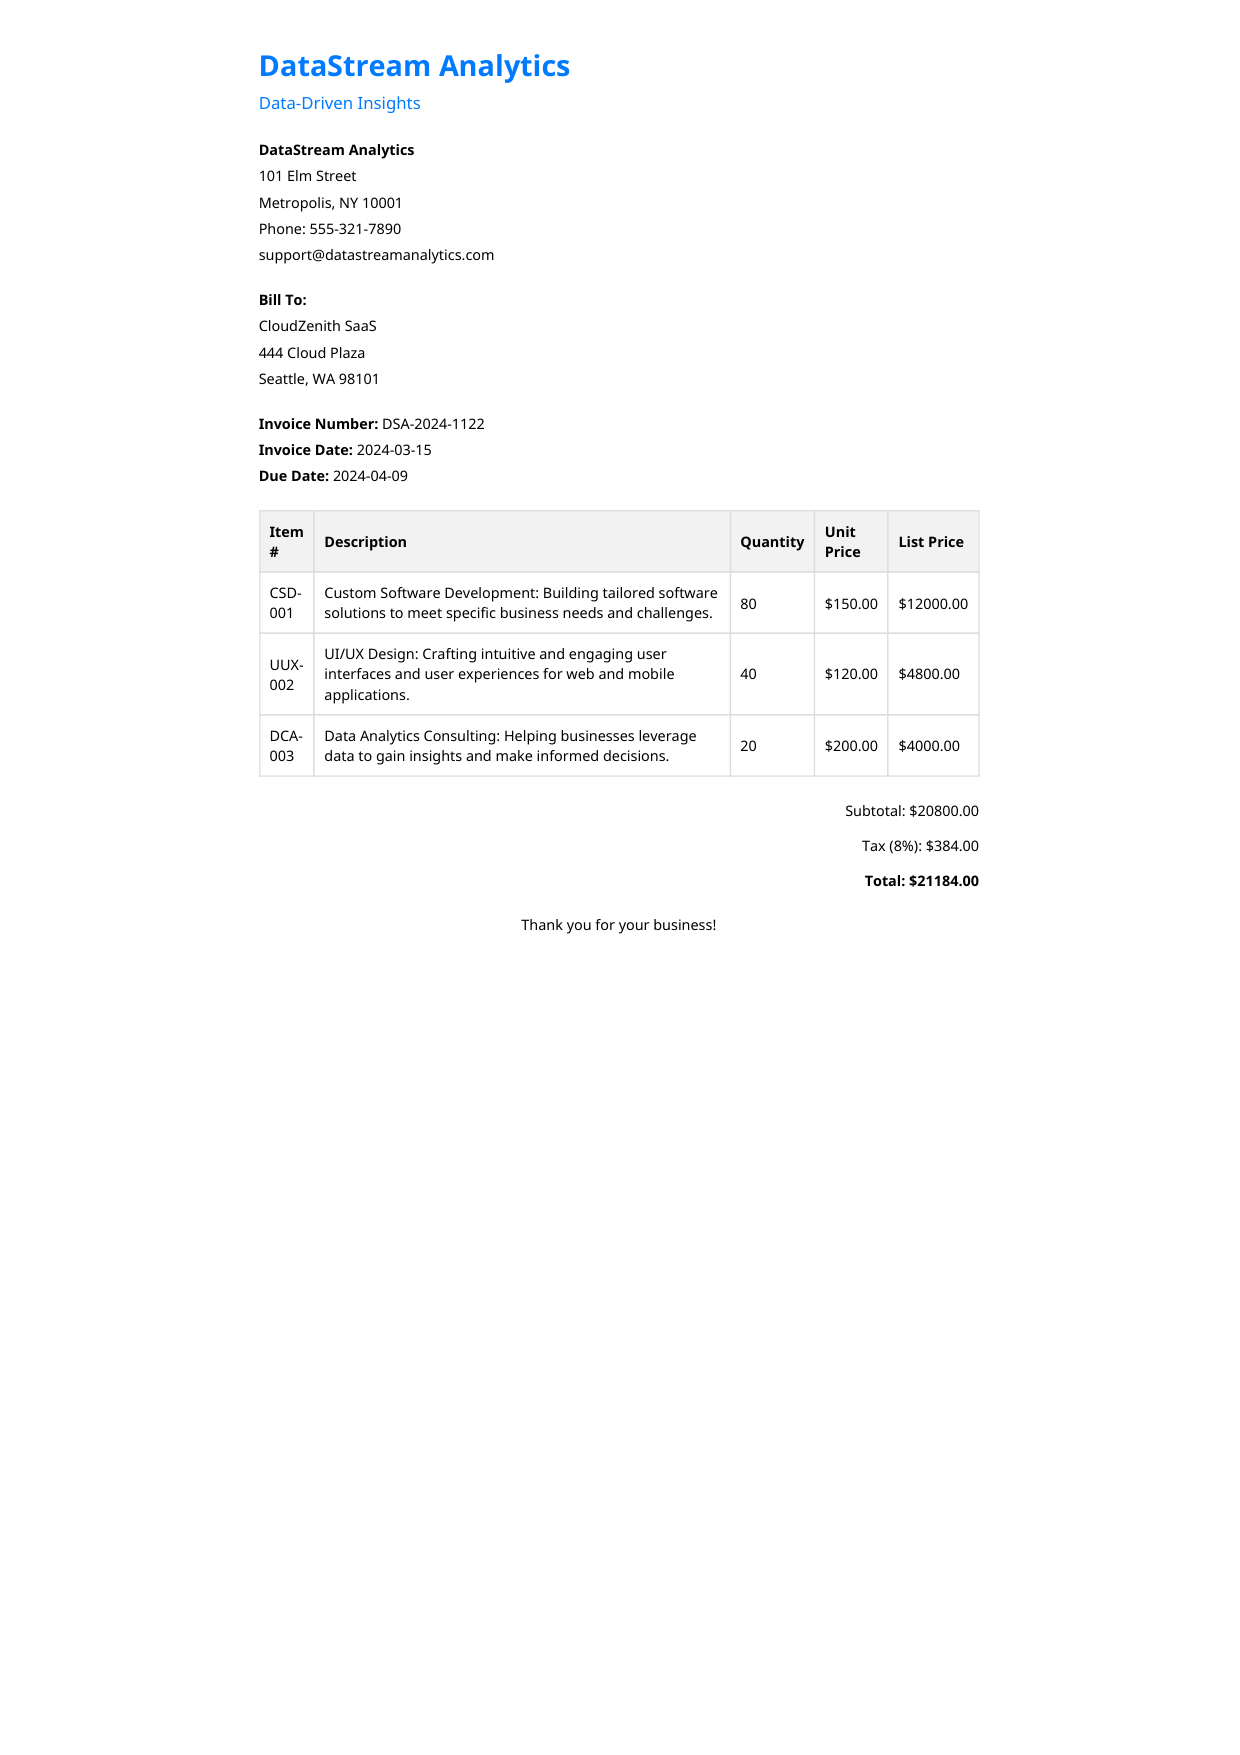 DataStream Analytics
Data-Driven Insights
DataStream Analytics
101 Elm Street
Metropolis, NY 10001
Phone: 555-321-7890
support@datastreamanalytics.com
Bill To:
CloudZenith SaaS
444 Cloud Plaza
Seattle, WA 98101
Invoice Number: DSA-2024-1122
Invoice Date: 2024-03-15
Due Date: 2024-04-09
Item # Description Quantity Unit Price List Price
CSD-001 Custom Software Development: Building tailored software
solutions to meet specific business needs and challenges. 80 $150.00 $12000.00
UUX-002 UI/UX Design: Crafting intuitive and engaging user
interfaces and user experiences for web and mobile
applications. 40 $120.00 $4800.00
DCA-003 Data Analytics Consulting: Helping businesses leverage
data to gain insights and make informed decisions. 20 $200.00 $4000.00
Subtotal: $20800.00
Tax (8%): $384.00
Total: $21184.00
Thank you for your business!